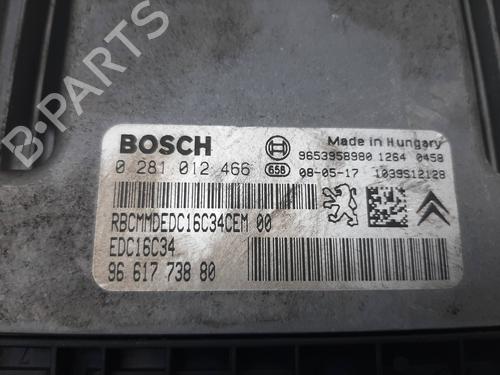 B-PARTS
BOSCH
Made in Hungary
0 281 012 466
658
9653958980 1264 0458
08-05-17 1039S12128
RBCMMDEDC16C34CEM 00
EDC16C34
96 617 738 80